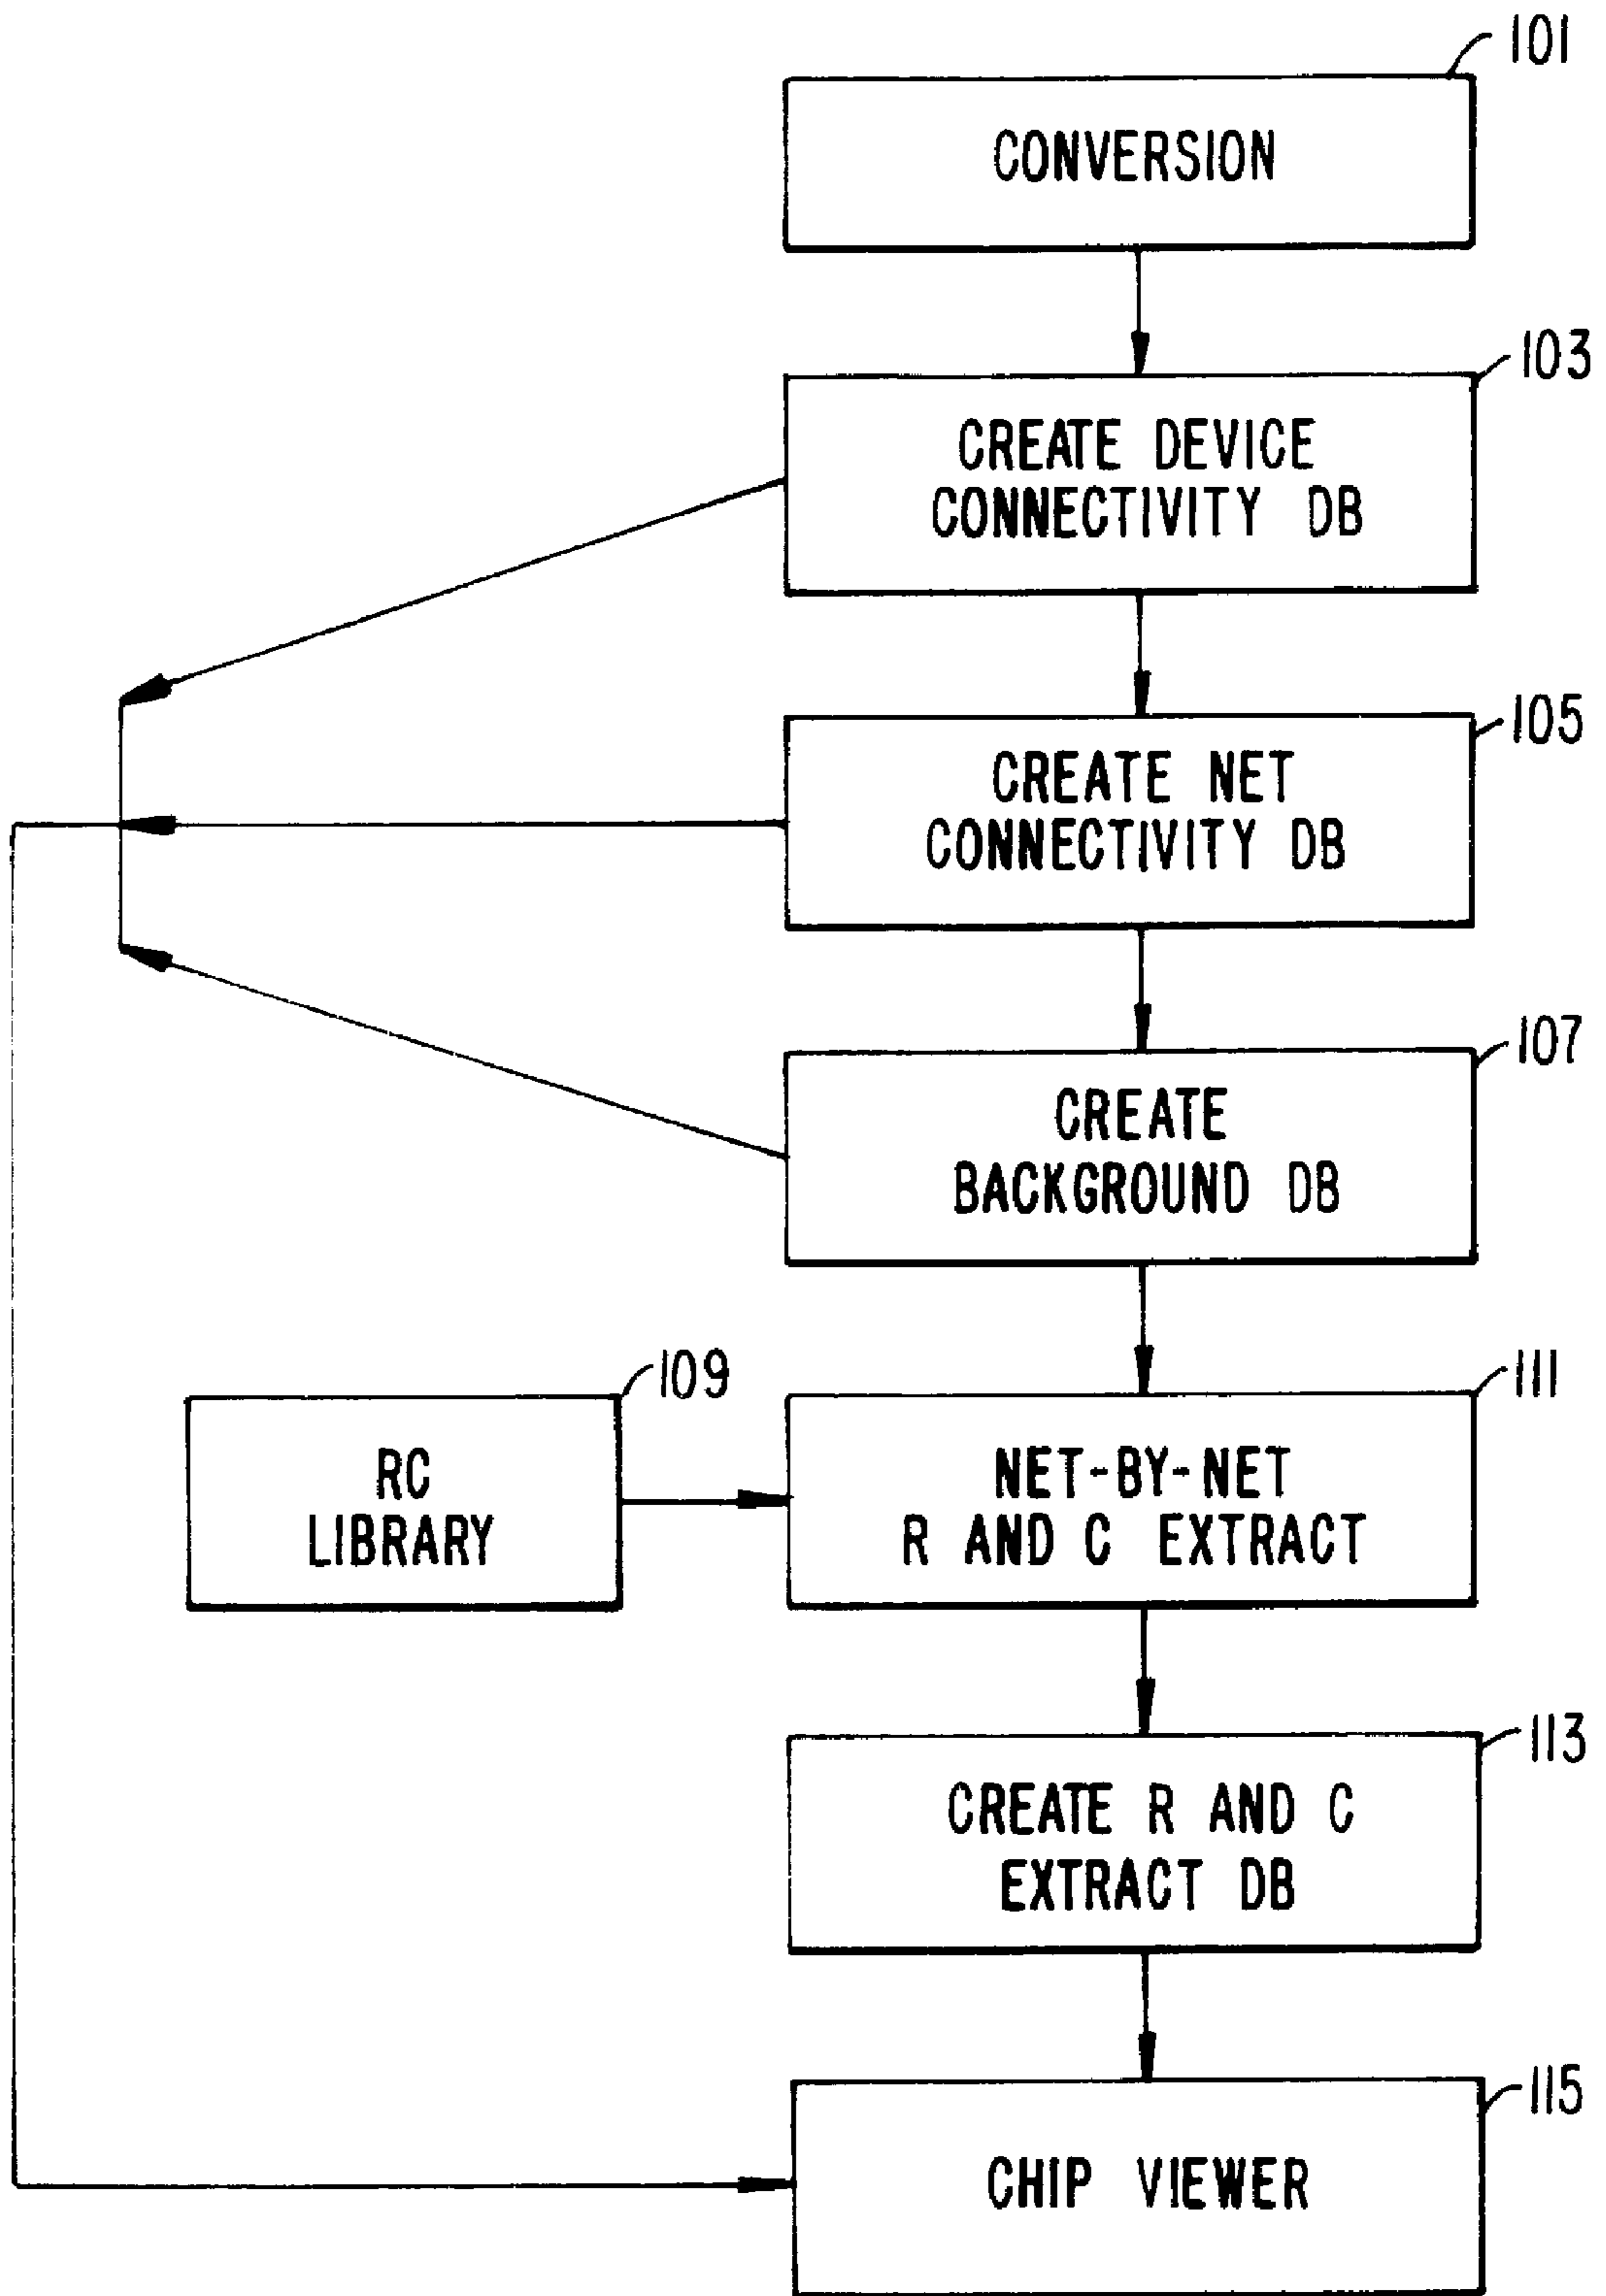 101
CONVERSION
103
CREATE DEVICE
CONNECTIVITY DB
105
CREATE NET
CONNECTIVITY DB
107
CREATE
BACKGROUND DB
109
RC
LIBRARY
111
NET-BY-NET
R AND C EXTRACT
113
CREATE R AND C
EXTRACT DB
115
CHIP VIEWER